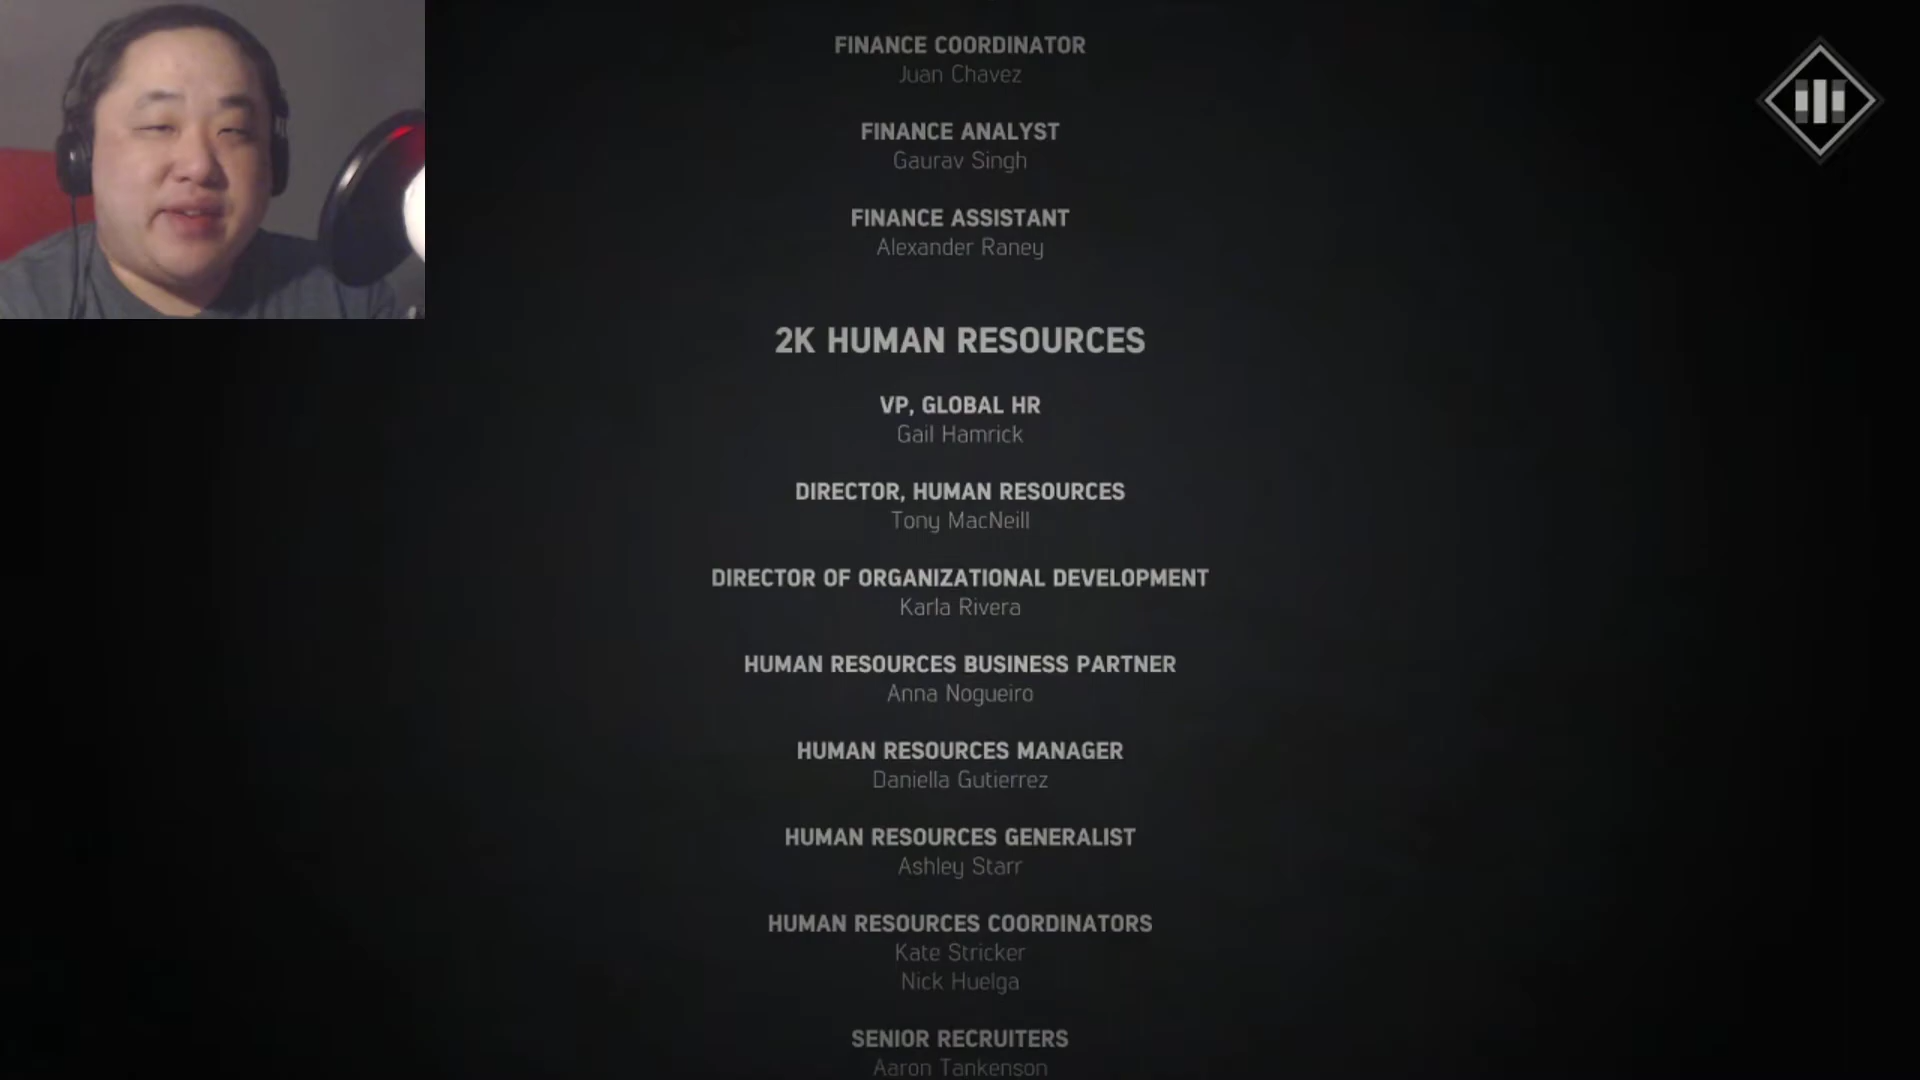 FINANCE COORDINATOR
Juan Chavez
FINANCE ANALYST
Gaurav Singh
FINANCE ASSISTANT
Alexander Raney
2K HUMAN RESOURCES
VP, GLOBAL HR
Gail Hamrick
DIRECTOR, HUMAN RESOURCES
Tony MacNeill
DIRECTOR OF ORGANIZATIONAL DEVELOPMENT
Karla Rivera
HUMAN RESOURCES BUSINESS PARTNER
Anna Nogueiro
HUMAN RESOURCES MANAGER
Daniella Gutierrez
HUMAN RESOURCES GENERALIST
Ashley Starr
HUMAN RESOURCES COORDINATORS
Kate Stricker
Nick Huelga
SENIOR RECRUITERS
Aaron Tankenson